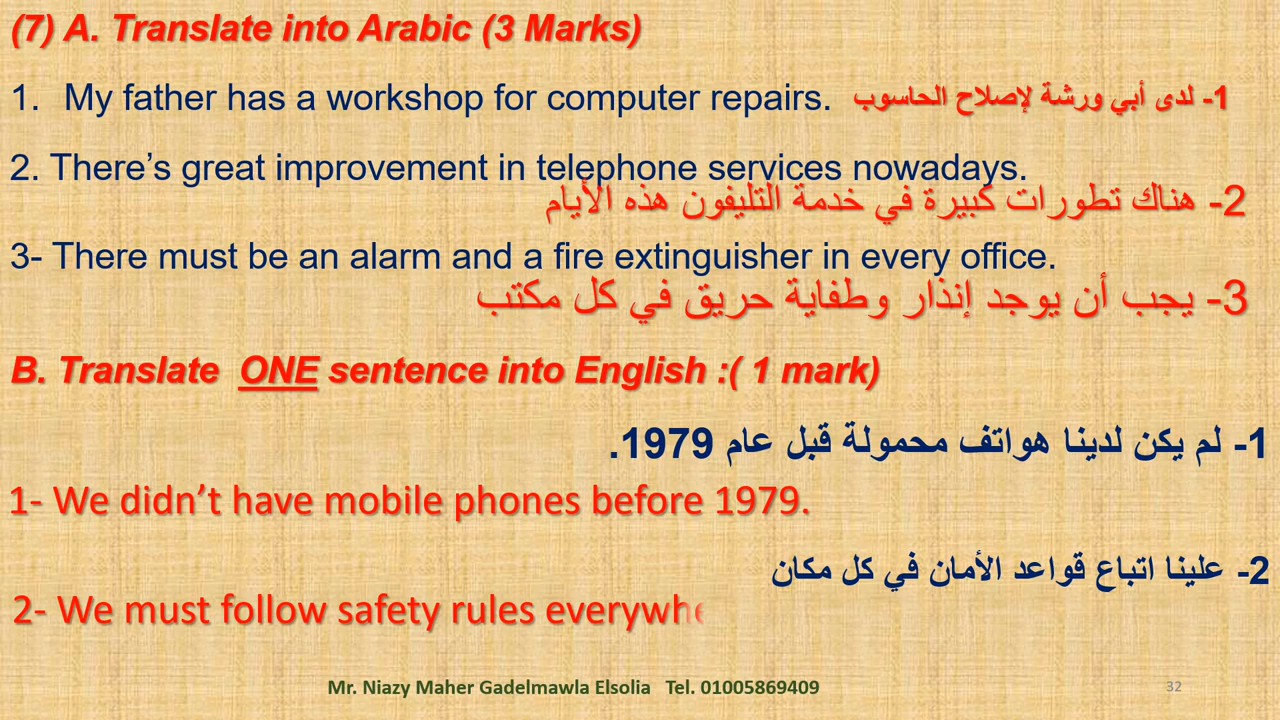 (7) A. Translate into Arabic (3 Marks)
1. My father has a workshop for computer repairs.
1- لدى أبي ورشة لإصلاح الحاسوب
2. There’s great improvement in telephone services nowadays.
2- هناك تطورات كبيرة في خدمة التليفون هذه الأيام
3- There must be an alarm and a fire extinguisher in every office.
3- يجب أن يوجد إنذار وطفاية حريق في كل مكتب
B. Translate ONE sentence into English :( 1 mark)
1- لم يكن لدينا هواتف محمولة قبل عام 1979.
1- We didn’t have mobile phones before 1979.
2- علينا اتباع قواعد الأمان في كل مكان
2- We must follow safety rules everywhe
Mr. Niazy Maher Gadelmawla Elsolia Tel. 01005869409
32